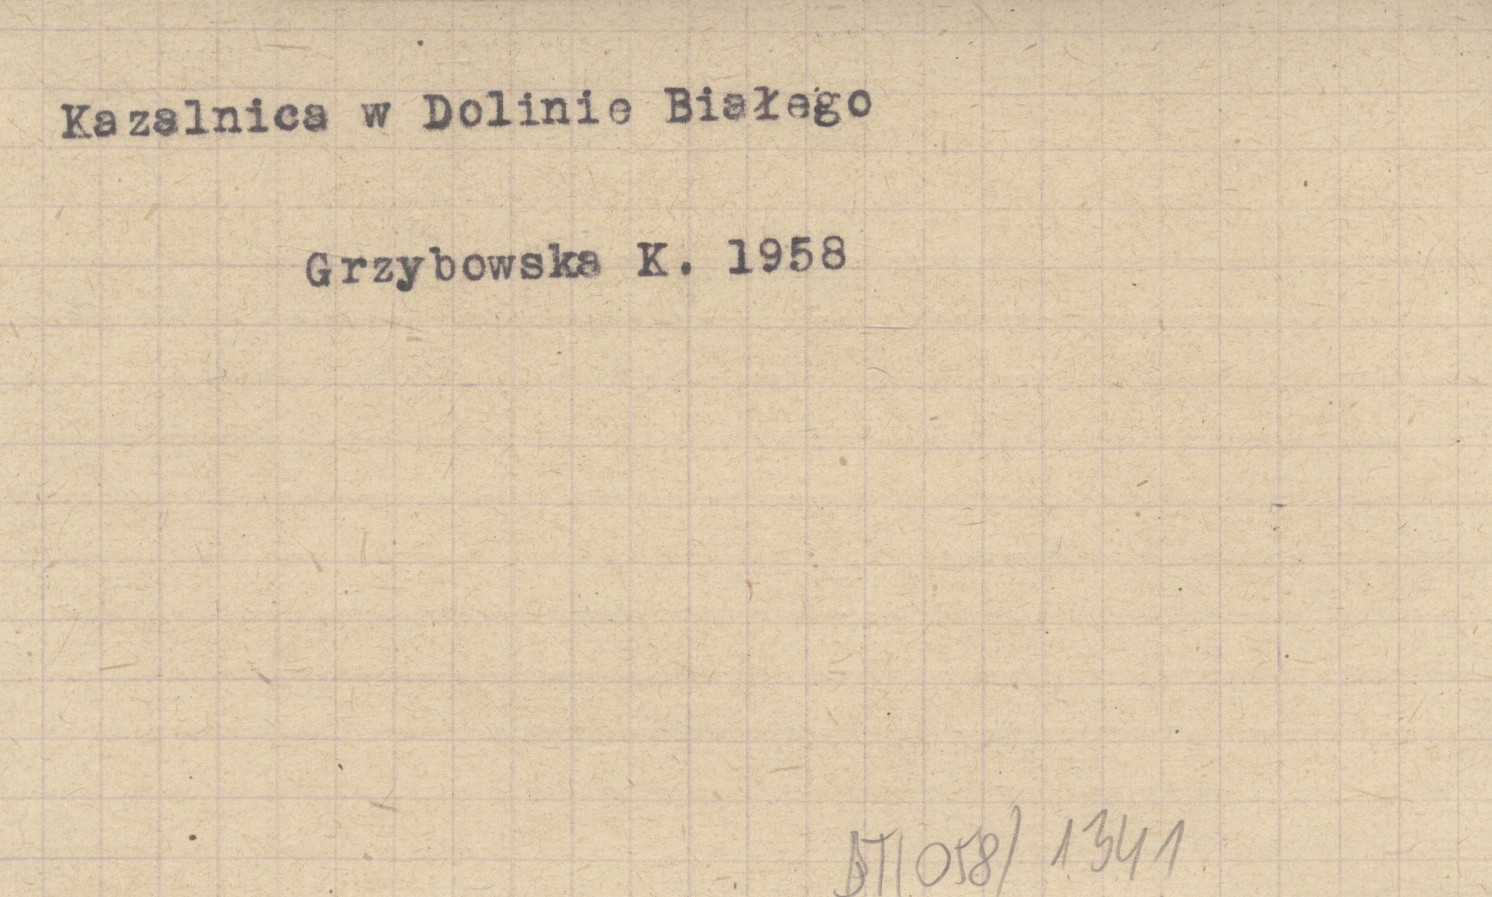 Kazalnica w Dolinie Białego
Grzybowska K. 1958
DT/058/1341